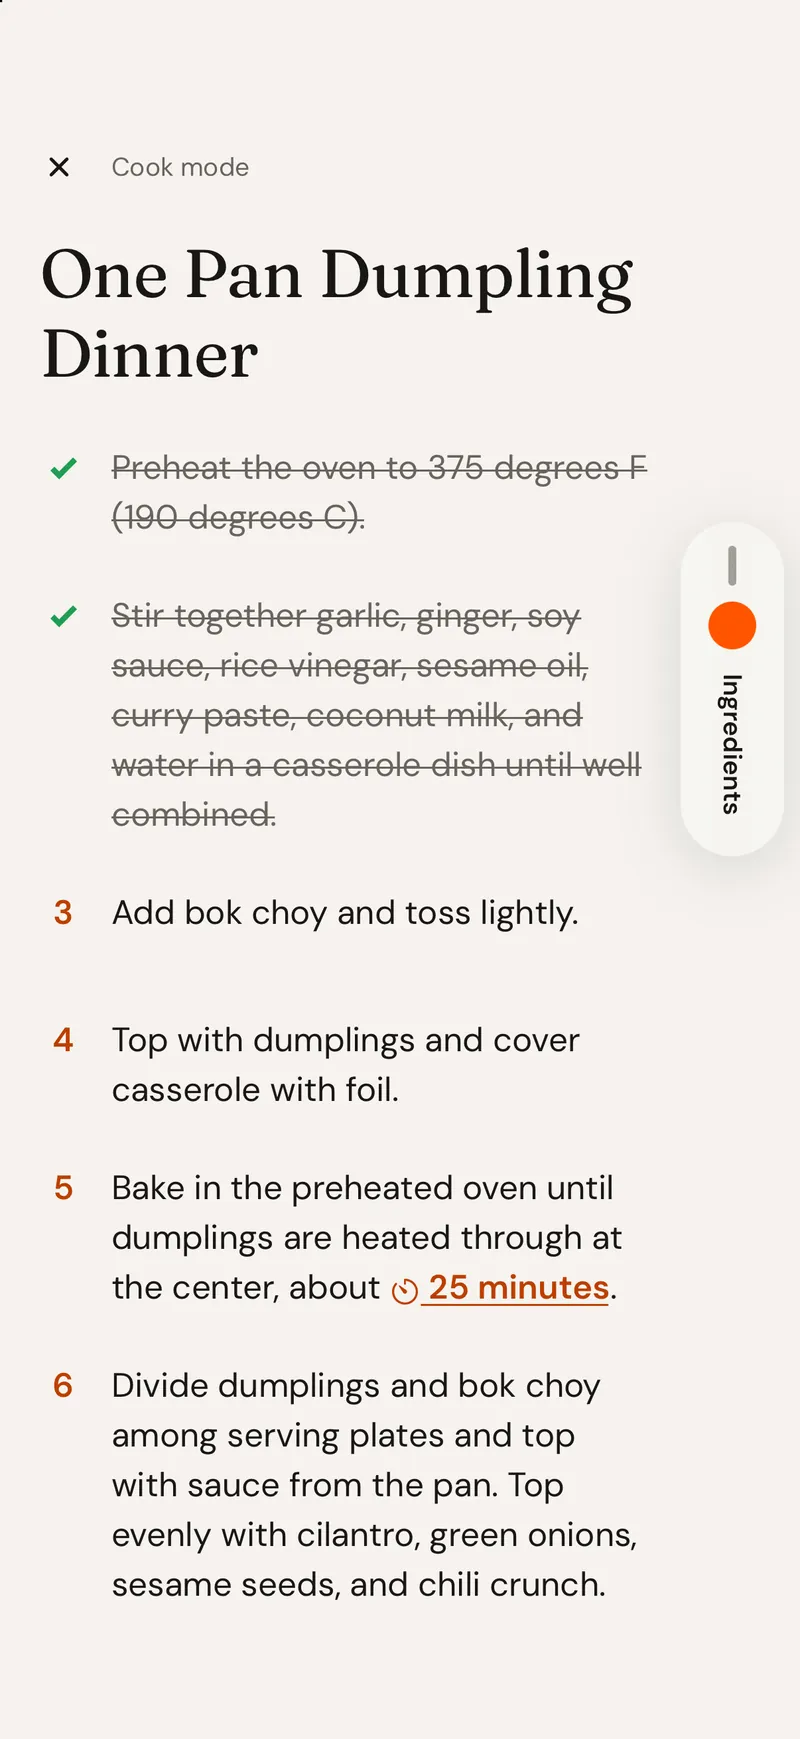 Cook mode
One Pan Dumpling
Dinner
Preheat the oven to 375 degrees F
(190 degrees C).
Stir together garlic, ginger, soy
sauce, rice vinegar, sesame oil,
curry paste, coconut milk, and
water in a casserole dish until well
combined.
Ingredients
3 Add bok choy and toss lightly.
4 Top with dumplings and cover
casserole with foil.
5 Bake in the preheated oven until
dumplings are heated through at
the center, about 25 minutes.
6 Divide dumplings and bok choy
among serving plates and top
with sauce from the pan. Top
evenly with cilantro, green onions,
sesame seeds, and chili crunch.